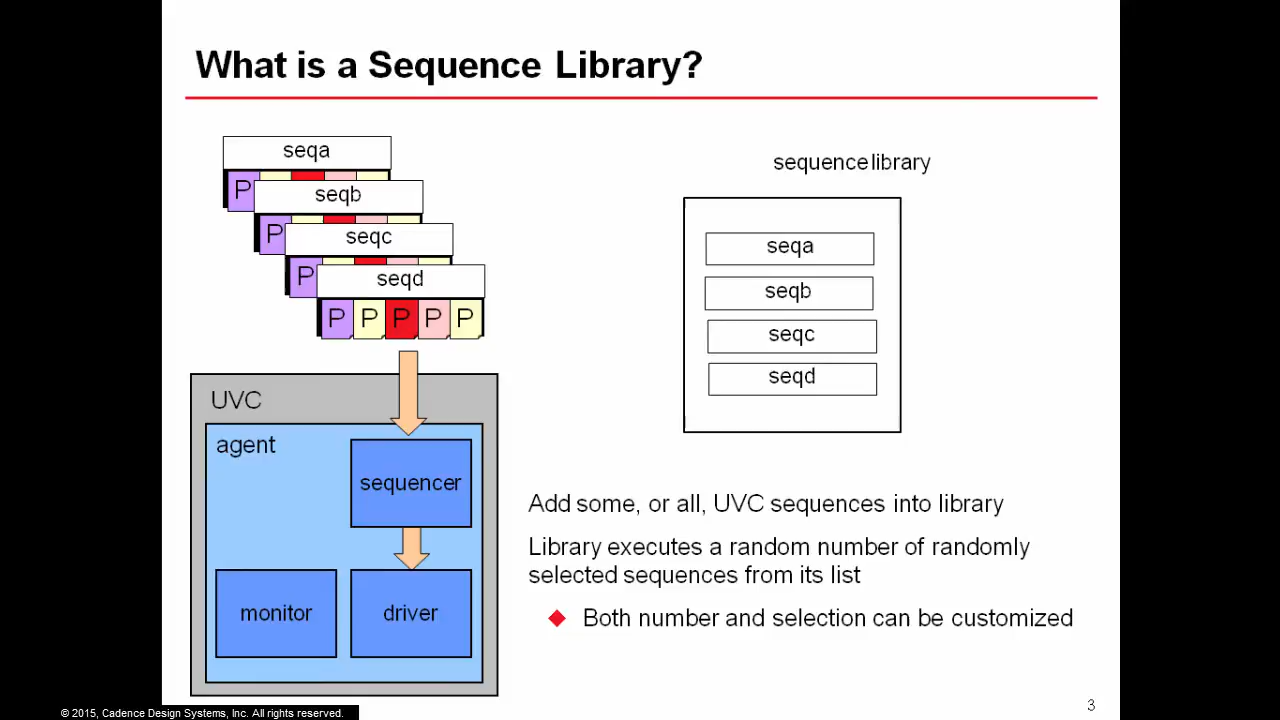 What is a Sequence Library?
seqa
P
seqb
P
seqc
P
seqd
P P P P P
UVC
agent
sequencer
monitor
driver
sequence library
seqa
seqb
seqc
seqd
Add some, or all, UVC sequences into library
Library executes a random number of randomly
selected sequences from its list
Both number and selection can be customized
3
© 2015, Cadence Design Systems, Inc. All rights reserved.